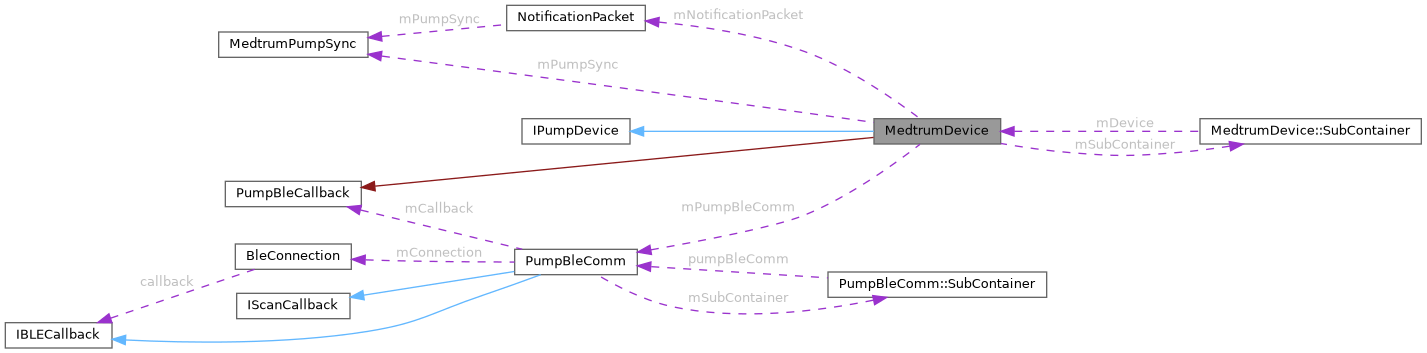 NotificationPacket
mPumpSync
mNotificationPacket
MedtrumPumpSync
mPumpSync
IPumpDevice
MedtrumDevice
mDevice
MedtrumDevice::SubContainer
mSubContainer
PumpBleCallback
mCallback
mPumpBleComm
BleConnection
mConnection
PumpBleComm
pumpBleComm
callback
PumpBleComm::SubContainer
IScanCallback
mSubContainer
IBLECallback